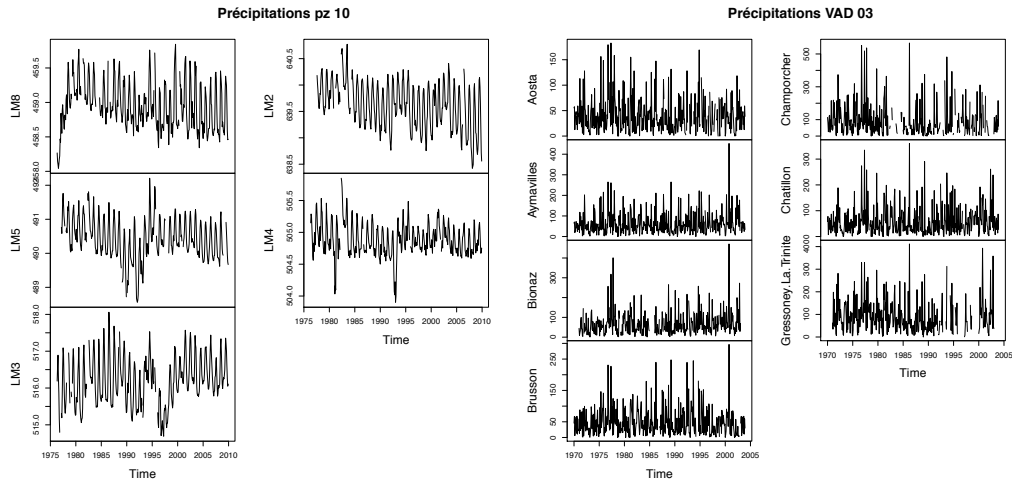 Précipitations pz 10
Précipitations VAD 03
LM8
458.0 458.5 459.0 459.5
LM5
489 490 491 492
LM3
515.0 516.0 517.0 518.0
1975 1980 1985 1990 1995 2000 2005 2010
Time
LM2
638.5 639.5 640.5
LM4
504.0 504.5 505.0 505.5
1975 1980 1985 1990 1995 2000 2005 2010
Time
Aosta
0 50 100 150
Aymavilles
0 100 200 300 400
Bionaz
0 100 200 300 400
Brusson
0 50 150 250
1970 1975 1980 1985 1990 1995 2000 2005
Time
Champorcher
0 100 300 500
Chatillon
0 100 200 300
Gressoney.La.Trinite
0 100 200 300 400
1970 1975 1980 1985 1990 1995 2000 2005
Time